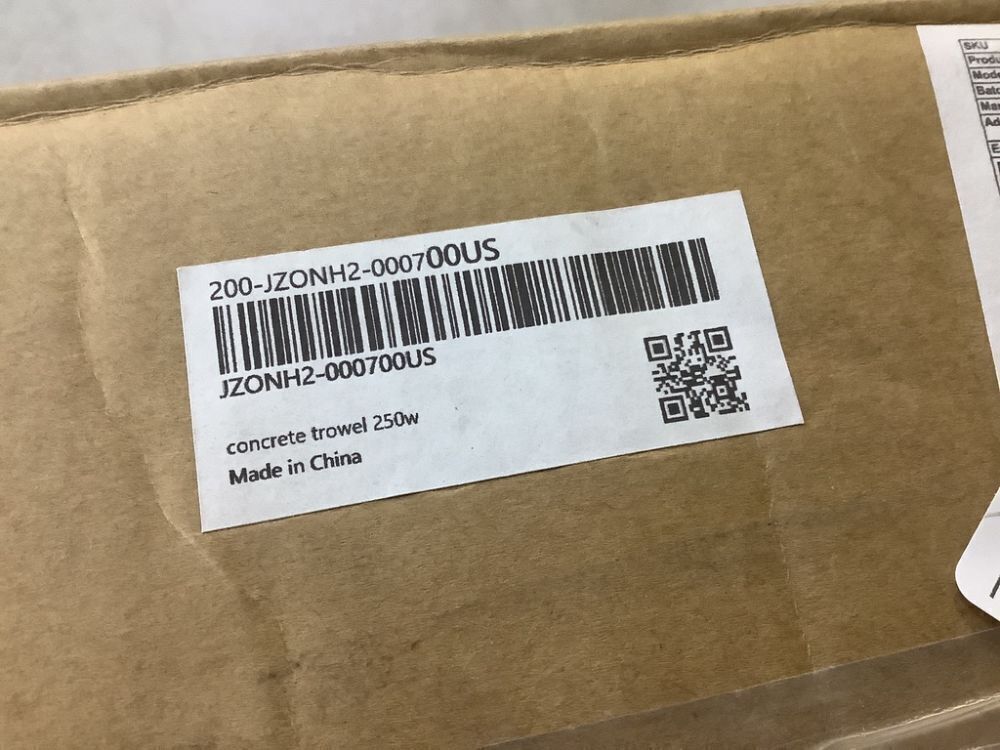 200-JZONH2-000700US
JZONH2-000700US
concrete trowel 250w
Made in China
SKU